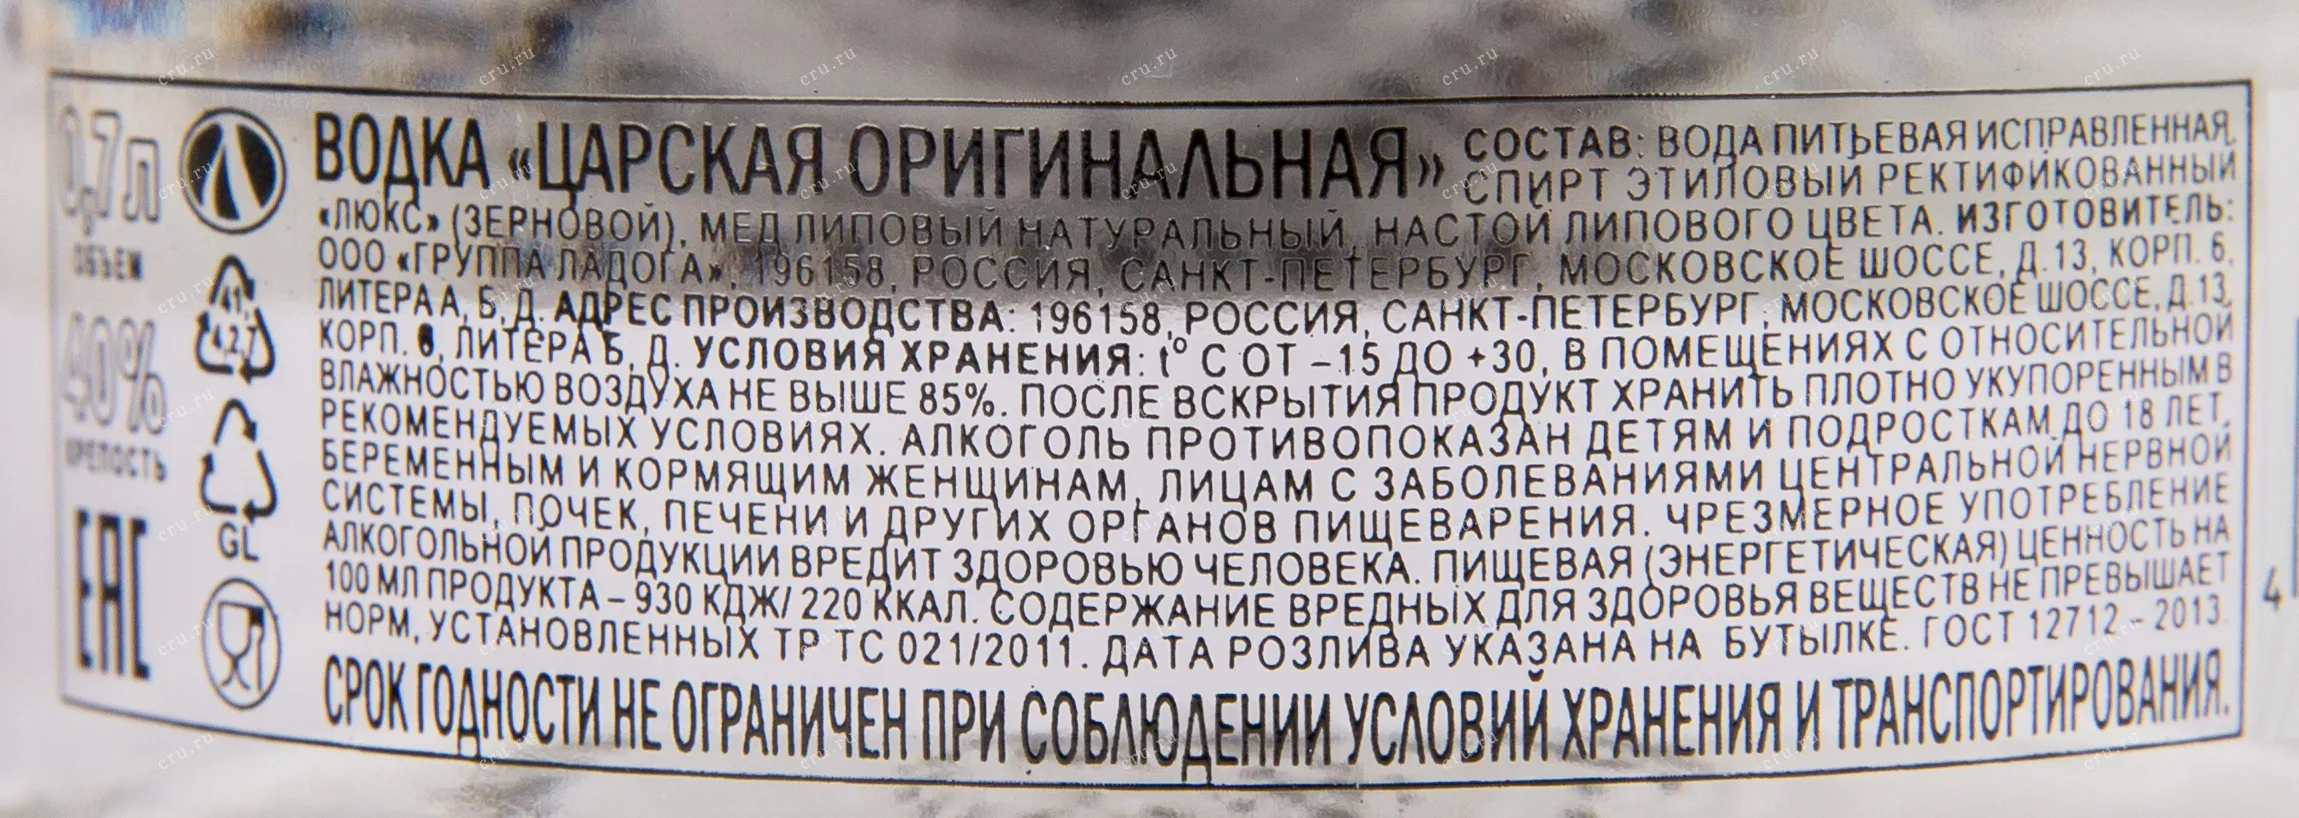 0,7 л
ОБЪЕМ
40%
КРЕПОСТЬ
41,
4,2,7
GL
ВОДКА «ЦАРСКАЯ ОРИГИНАЛЬНАЯ» СОСТАВ: ВОДА ПИТЬЕВАЯ ИСПРАВЛЕННАЯ,
СПИРТ ЭТИЛОВЫЙ РЕКТИФИКОВАННЫЙ
«ЛЮКС» (ЗЕРНОВОЙ), МЕД ЛИПОВЫЙ НАТУРАЛЬНЫЙ, НАСТОЙ ЛИПОВОГО ЦВЕТА. ИЗГОТОВИТЕЛЬ:
ООО «ГРУППА ЛАДОГА», 196158, РОССИЯ, САНКТ-ПЕТЕРБУРГ, МОСКОВСКОЕ ШОССЕ, Д. 13, КОРП. 6,
ЛИТЕРА А, Б, Д. АДРЕС ПРОИЗВОДСТВА: 196158, РОССИЯ, САНКТ-ПЕТЕРБУРГ, МОСКОВСКОЕ ШОССЕ, Д. 13,
КОРП. 6, ЛИТЕРА Б, Д. УСЛОВИЯ ХРАНЕНИЯ: t° С ОТ –15 ДО +30, В ПОМЕЩЕНИЯХ С ОТНОСИТЕЛЬНОЙ
ВЛАЖНОСТЬЮ ВОЗДУХА НЕ ВЫШЕ 85%. ПОСЛЕ ВСКРЫТИЯ ПРОДУКТ ХРАНИТЬ ПЛОТНО УКУПОРЕННЫМ В
РЕКОМЕНДУЕМЫХ УСЛОВИЯХ. АЛКОГОЛЬ ПРОТИВОПОКАЗАН ДЕТЯМ И ПОДРОСТКАМ ДО 18 ЛЕТ,
БЕРЕМЕННЫМ И КОРМЯЩИМ ЖЕНЩИНАМ, ЛИЦАМ С ЗАБОЛЕВАНИЯМИ ЦЕНТРАЛЬНОЙ НЕРВНОЙ
СИСТЕМЫ, ПОЧЕК, ПЕЧЕНИ И ДРУГИХ ОРГАНОВ ПИЩЕВАРЕНИЯ. ЧРЕЗМЕРНОЕ УПОТРЕБЛЕНИЕ
АЛКОГОЛЬНОЙ ПРОДУКЦИИ ВРЕДИТ ЗДОРОВЬЮ ЧЕЛОВЕКА. ПИЩЕВАЯ (ЭНЕРГЕТИЧЕСКАЯ) ЦЕННОСТЬ НА
100 МЛ ПРОДУКТА – 930 КДЖ/ 220 ККАЛ. СОДЕРЖАНИЕ ВРЕДНЫХ ДЛЯ ЗДОРОВЬЯ ВЕЩЕСТВ НЕ ПРЕВЫШАЕТ
НОРМ, УСТАНОВЛЕННЫХ ТР ТС 021/2011. ДАТА РОЗЛИВА УКАЗАНА НА БУТЫЛКЕ. ГОСТ 12712 – 2013.
СРОК ГОДНОСТИ НЕ ОГРАНИЧЕН ПРИ СОБЛЮДЕНИИ УСЛОВИЙ ХРАНЕНИЯ И ТРАНСПОРТИРОВАНИЯ.
4
cru.ru